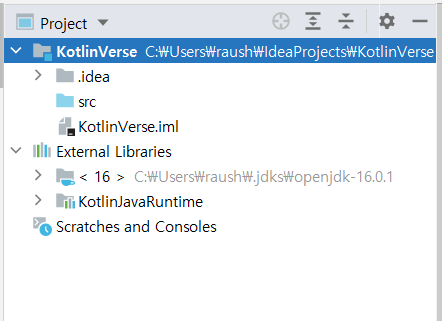 Project
KotlinVerse C:\Users\raush\IdeaProjects\KotlinVerse
.idea
src
KotlinVerse.iml
External Libraries
< 16 > C:\Users\raush\.jdks\openjdk-16.0.1
KotlinJavaRuntime
Scratches and Consoles